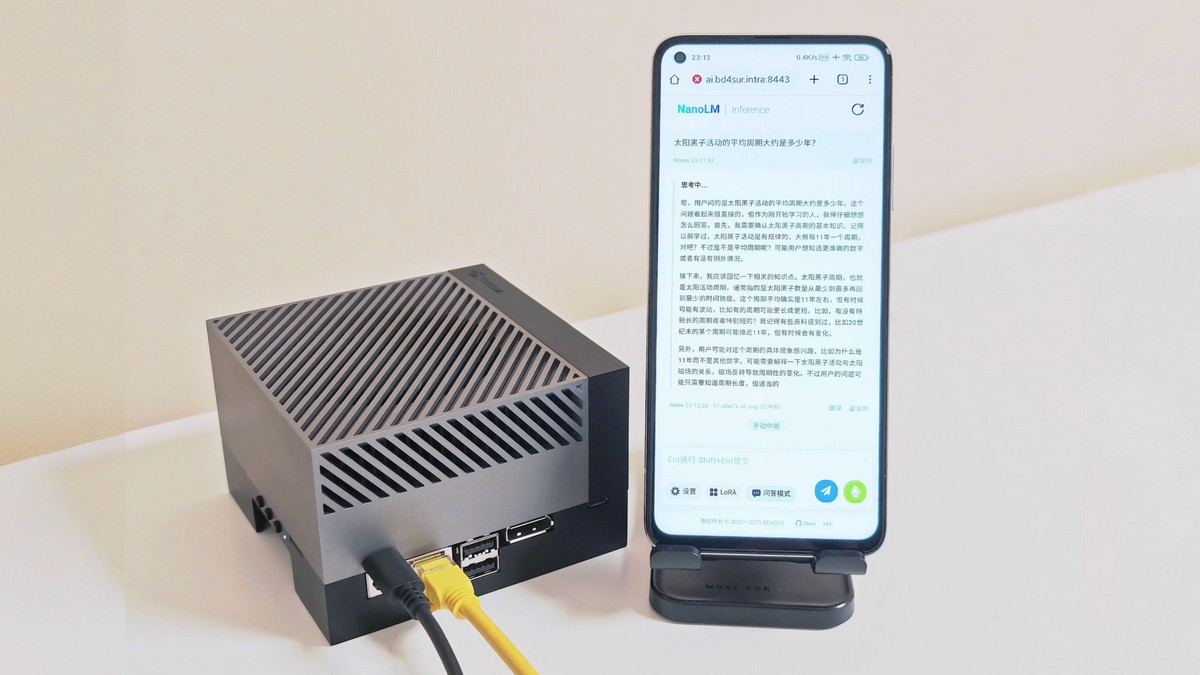 23:13
0.4K/s
ai.bd4sur.intra:8443
1
NanoLM Inference
太阳黑子活动的平均周期大约是多少年？
复制
思考中...
嗯，用户问的是太阳黑子活动的平均周期大约是多少年。这个
问题看起来挺直接的，但作为刚开始学习的人，我得仔细想想
怎么回答。首先，我需要确认太阳黑子周期的基本知识。记得
以前学过，太阳黑子活动是有规律的，大概每11年一个周期，
对吧？不过是不是平均周期呢？可能用户想知道更准确的数字
或者有没有例外情况。
接下来，我应该回忆一下相关的知识点。太阳黑子周期，也就
是太阳活动周期，通常指的是太阳黑子数量从最少到最多再回
到最少的时间跨度。这个周期平均确实是11年左右，但有时候
可能有波动，比如有的周期可能更长或更短。比如，有没有特
别长的周期或者特别短的？我记得有些资料提到过，比如20世
纪末的某个周期可能接近11年，但有时候会有变化。
另外，用户可能对这个周期的具体现象感兴趣，比如为什么是
11年而不是其他数字。可能需要解释一下太阳黑子活动与太阳
磁场的关系，磁场反转导致周期性的变化。不过用户的问题可
能只需要知道周期长度，但适当的
Nano 23:12:26
复制
手动中断
Ent换行 Shift+Ent提交
设置 LoRA 问答模式
版权所有 © 2023~2025 BD4SUR Stars
MORE FOR